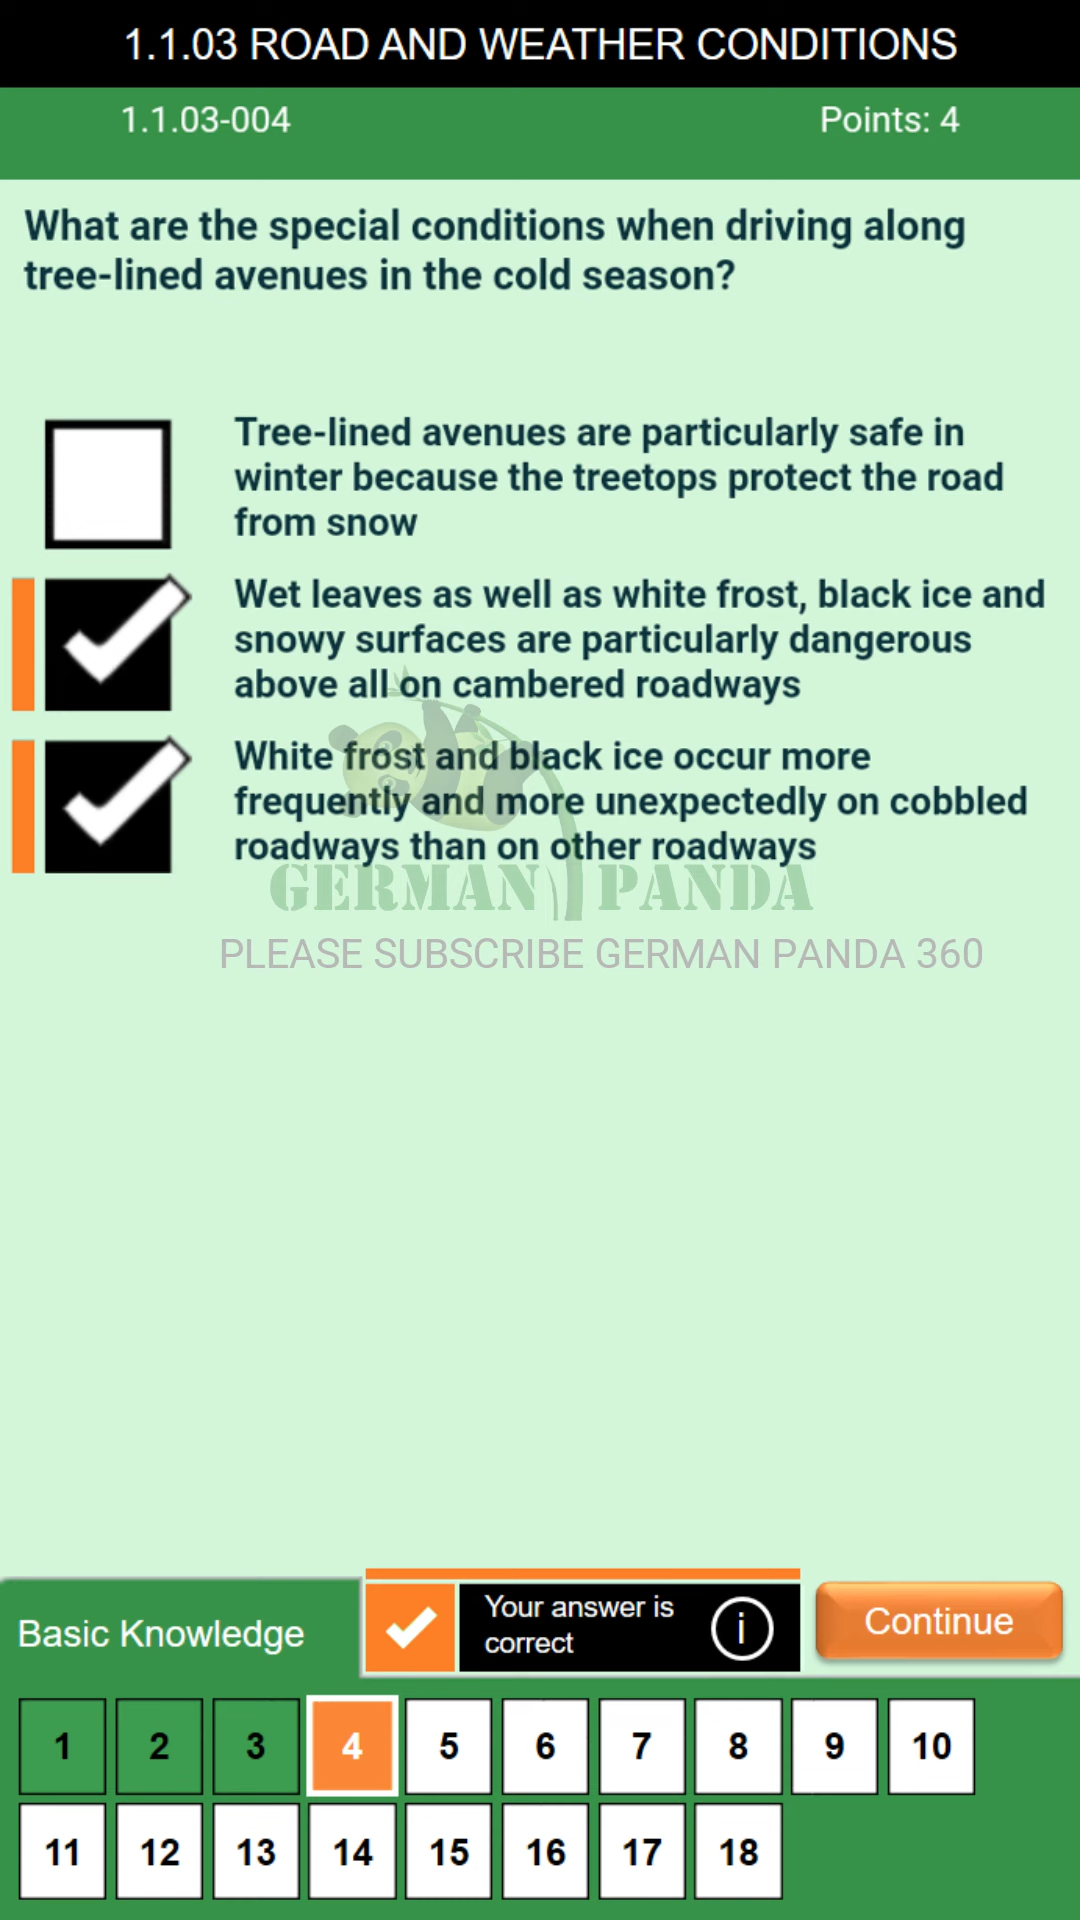 1.1.03 ROAD AND WEATHER CONDITIONS
1.1.03-004 Points: 4
What are the special conditions when driving along
tree-lined avenues in the cold season?
Tree-lined avenues are particularly safe in
winter because the treetops protect the road
from snow
Wet leaves as well as white frost, black ice and
snowy surfaces are particularly dangerous
above all on cambered roadways
White frost and black ice occur more
frequently and more unexpectedly on cobbled
roadways than on other roadways
GERMAN PANDA
PLEASE SUBSCRIBE GERMAN PANDA 360
Basic Knowledge
Your answer is
correct
i
Continue
1 2 3 4 5 6 7 8 9 10
11 12 13 14 15 16 17 18